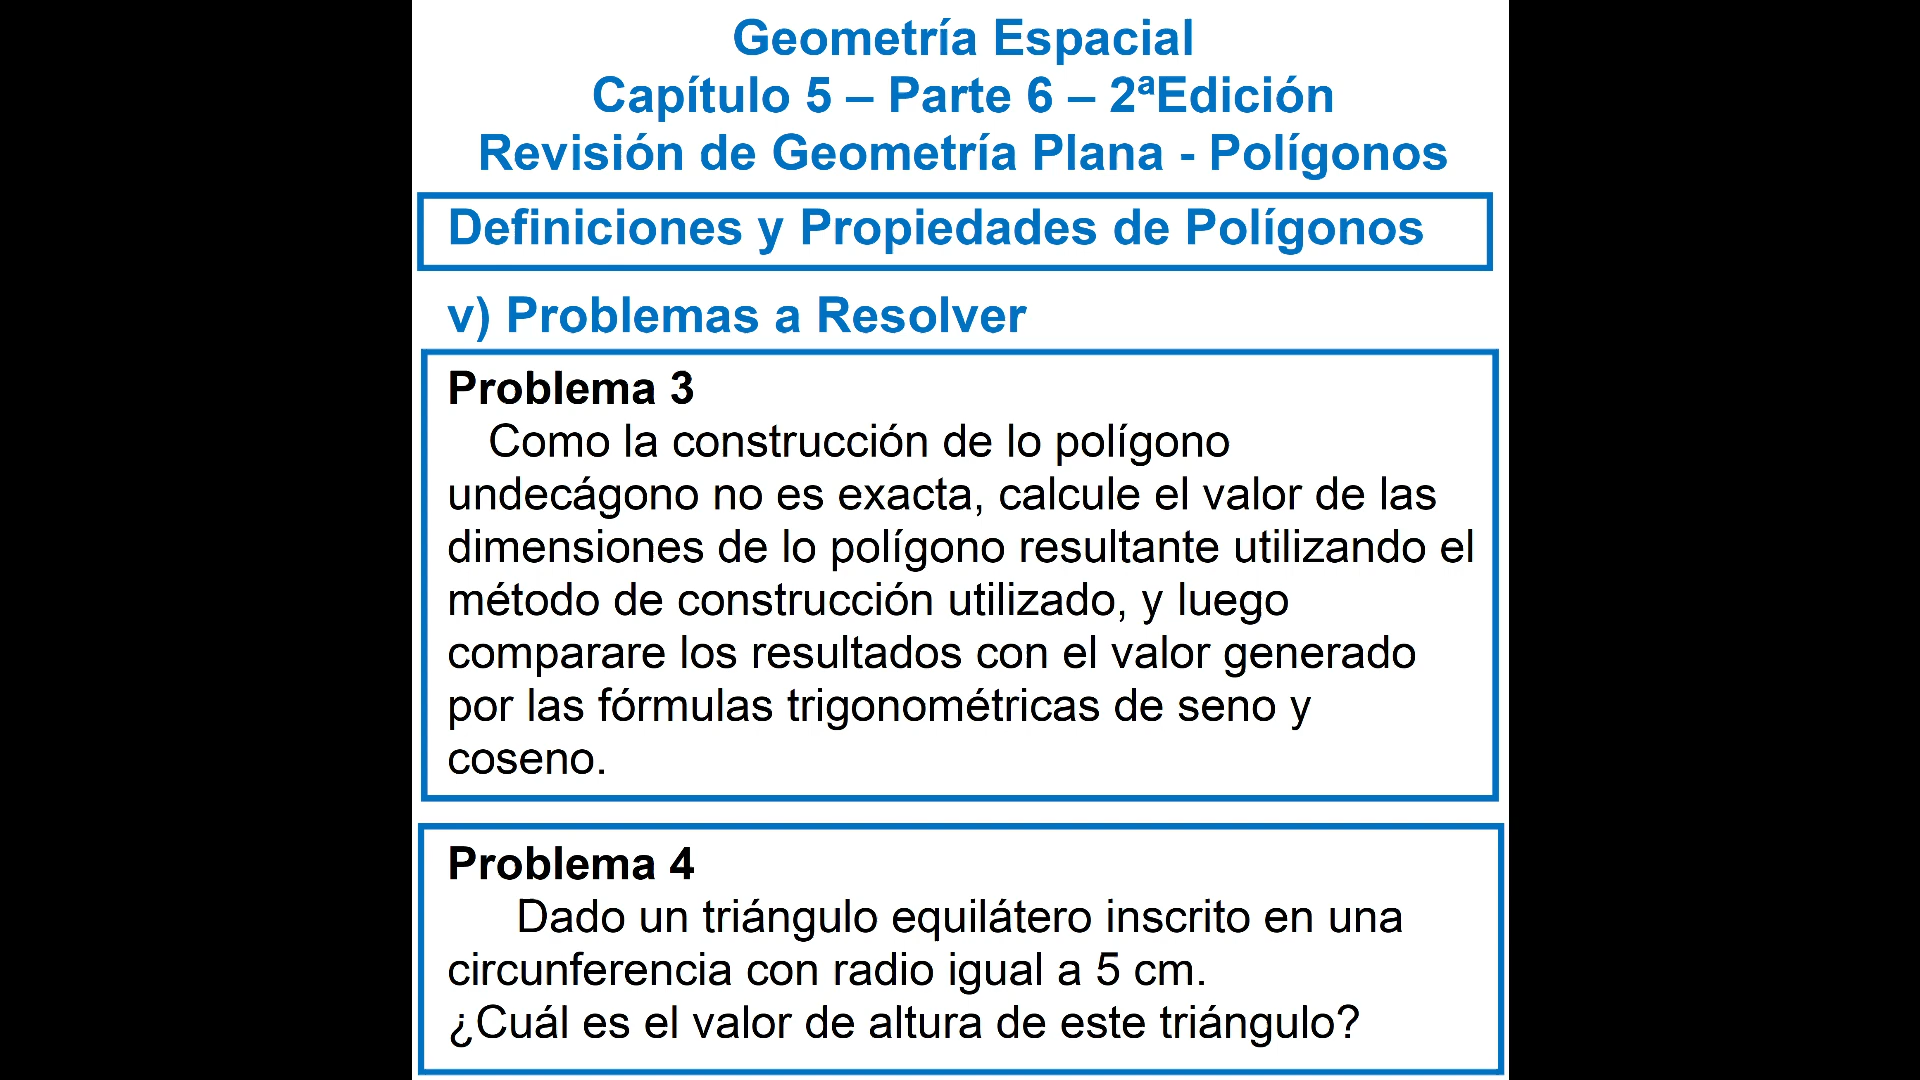 Geometría Espacial
Capítulo 5 – Parte 6 – 2ªEdición
Revisión de Geometría Plana - Polígonos
Definiciones y Propiedades de Polígonos
v) Problemas a Resolver
Problema 3
Como la construcción de lo polígono
undecágono no es exacta, calcule el valor de las
dimensiones de lo polígono resultante utilizando el
método de construcción utilizado, y luego
comparare los resultados con el valor generado
por las fórmulas trigonométricas de seno y
coseno.
Problema 4
Dado un triángulo equilátero inscrito en una
circunferencia con radio igual a 5 cm.
¿Cuál es el valor de altura de este triángulo?